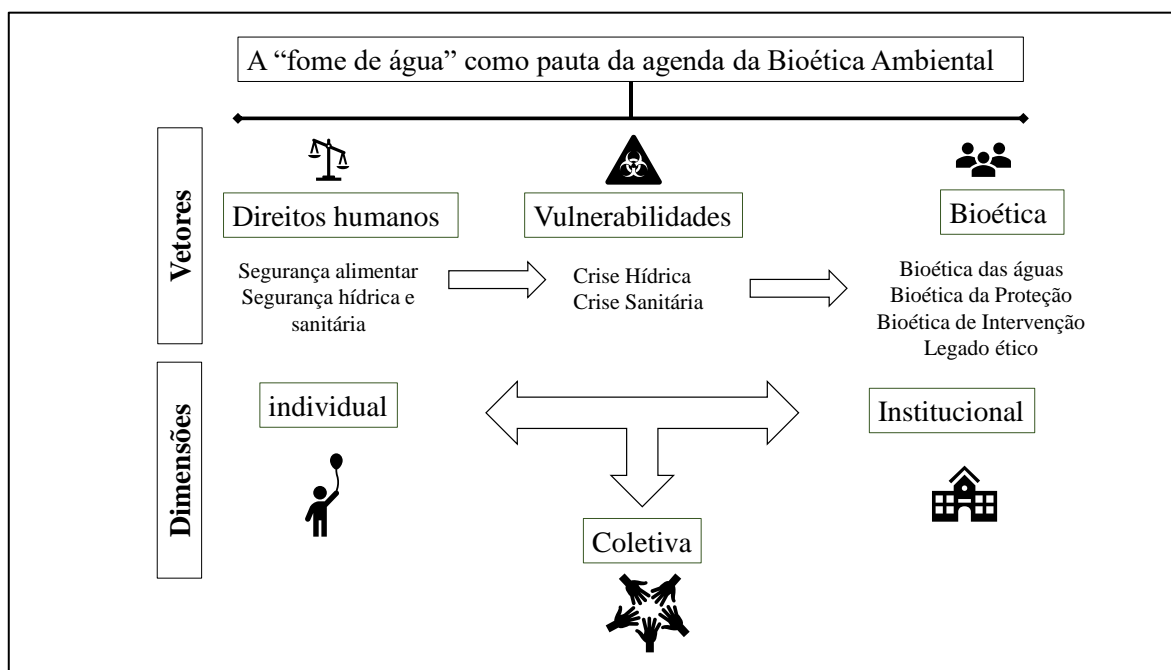 A “fome de água” como pauta da agenda da Bioética Ambiental
Vetores
Direitos humanos
Vulnerabilidades
Bioética
Segurança alimentar
Segurança hídrica e
sanitária
Crise Hídrica
Crise Sanitária
Bioética das águas
Bioética da Proteção
Bioética de Intervenção
Legado ético
Dimensões
individual
Institucional
Coletiva